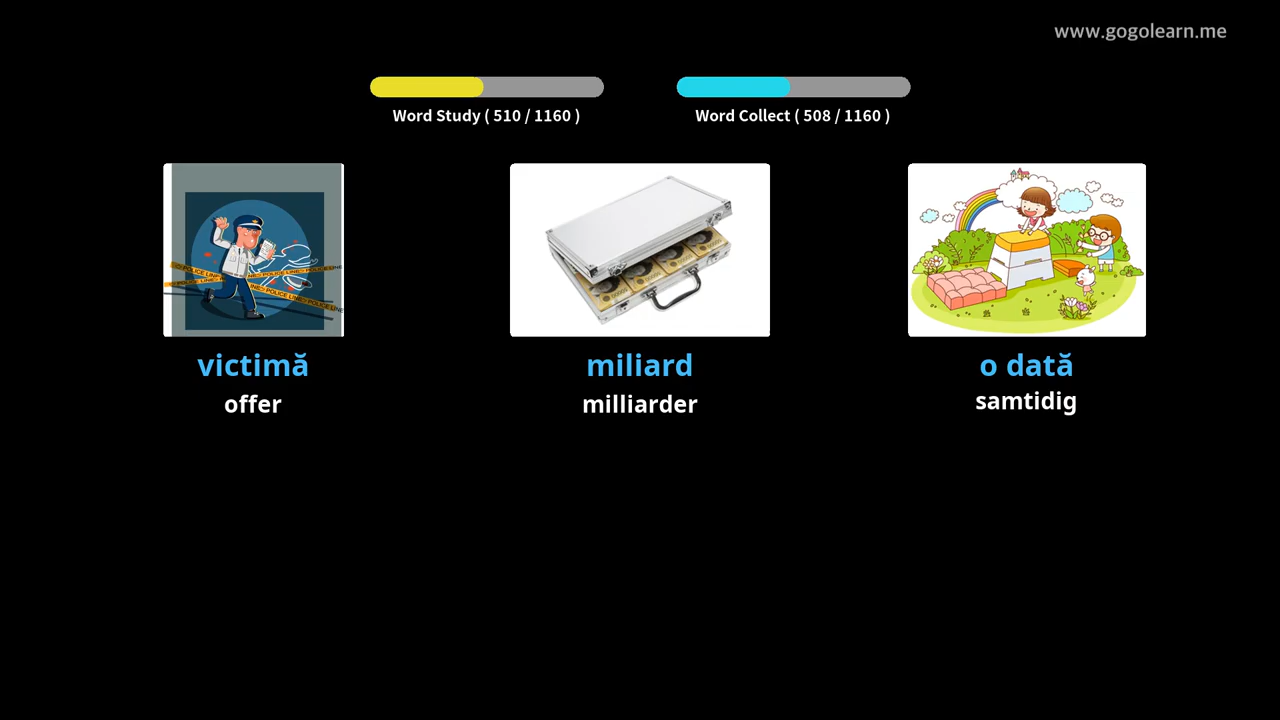 www.gogolearn.me
Word Study ( 510 / 1160 )
Word Collect ( 508 / 1160 )
victimă
offer
miliard
milliarder
o dată
samtidig